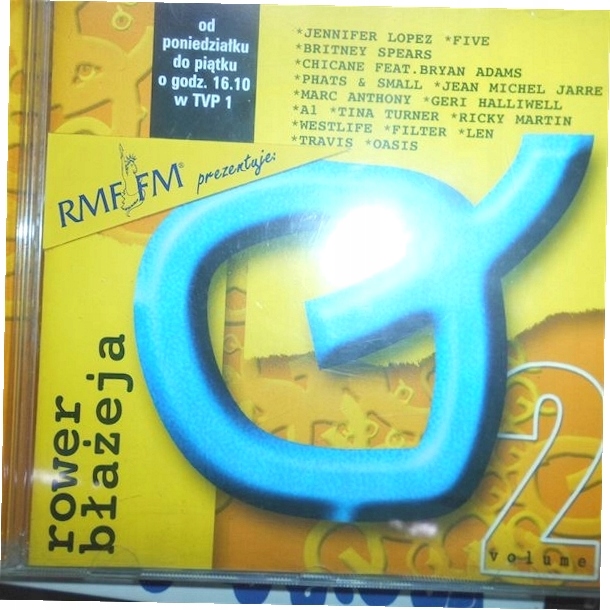 od
poniedziałku
do piątku
o godz. 16.10
w TVP 1
*JENNIFER LOPEZ *FIVE
*BRITNEY SPEARS
*CHICANE FEAT.BRYAN ADAMS
*PHATS & SMALL *JEAN MICHEL JARRE
*MARC ANTHONY *GERI HALLIWELL
*A1 *TINA TURNER *RICKY MARTIN
*WESTLIFE *FILTER *LEN
*TRAVIS *OASIS
RMF FM® prezentuje:
rower
błażeja
2
volume